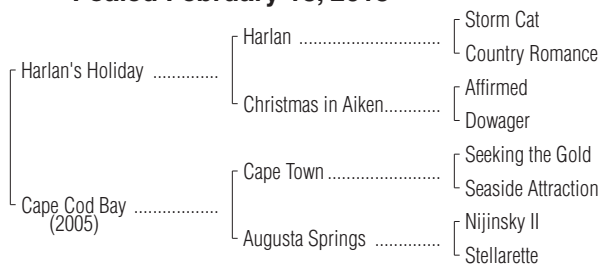 Foaled February
Storm Cat
Harlan ..............................
Country Romance
Harlan's Holiday ..............
Affirmed
Christmas in Aiken............
Dowager
Seeking the Gold
Cape Town ........................
Seaside Attraction
Cape Cod Bay ..................
(2005)
Nijinsky II
Augusta Springs ..............
Stellarette